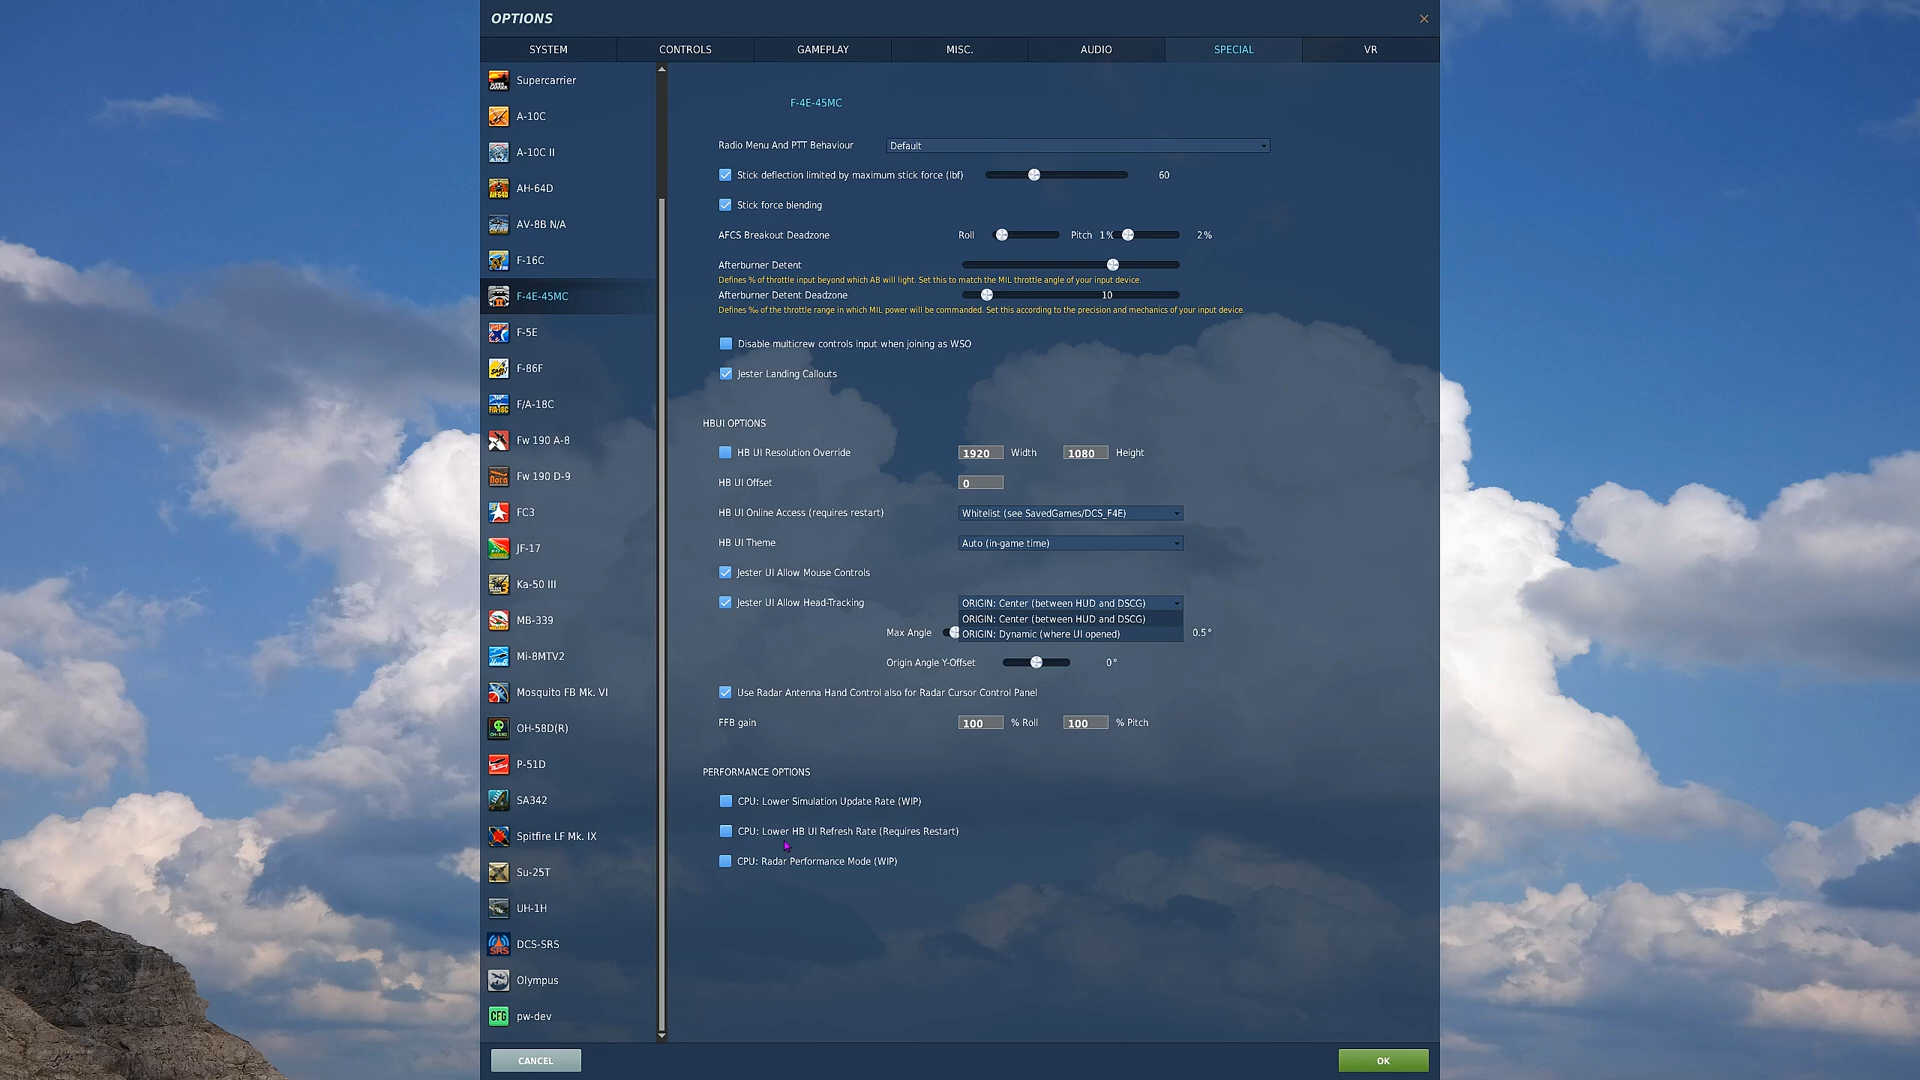 OPTIONS
SYSTEM
CONTROLS
GAMEPLAY
MISC.
AUDIO
SPECIAL
VR
Supercarrier
A-10C
A-10C II
AH-64D
AV-8B N/A
F-16C
F-4E-45MC
F-5E
F-86F
F/A-18C
Fw 190 A-8
Fw 190 D-9
FC3
JF-17
Ka-50 III
MB-339
Mi-8MTV2
Mosquito FB Mk. VI
OH-58D(R)
P-51D
SA342
Spitfire LF Mk. IX
Su-25T
UH-1H
SRS
DCS-SRS
Olympus
CFG
pw-dev
F-4E-45MC
Radio Menu And PTT Behaviour
Default
Stick deflection limited by maximum stick force (lbf)
60
Stick force blending
AFCS Breakout Deadzone
Roll
Pitch
1%
2%
Afterburner Detent
Defines % of throttle input beyond which AB will light. Set this to match the MIL throttle angle of your input device.
Afterburner Detent Deadzone
10
Defines ‰ of the throttle range in which MIL power will be commanded. Set this according to the precision and mechanics of your input device.
Disable multicrew controls input when joining as WSO
Jester Landing Callouts
HBUI OPTIONS
HB UI Resolution Override
1920 Width
1080 Height
HB UI Offset
0
HB UI Online Access (requires restart)
Whitelist (see SavedGames/DCS_F4E)
HB UI Theme
Auto (in-game time)
Jester UI Allow Mouse Controls
Jester UI Allow Head-Tracking
ORIGIN: Center (between HUD and DSCG)
ORIGIN: Center (between HUD and DSCG)
ORIGIN: Dynamic (where UI opened)
Max Angle
0.5°
Origin Angle Y-Offset
0°
Use Radar Antenna Hand Control also for Radar Cursor Control Panel
FFB gain
100 % Roll
100 % Pitch
PERFORMANCE OPTIONS
CPU: Lower Simulation Update Rate (WIP)
CPU: Lower HB UI Refresh Rate (Requires Restart)
CPU: Radar Performance Mode (WIP)
CANCEL
OK